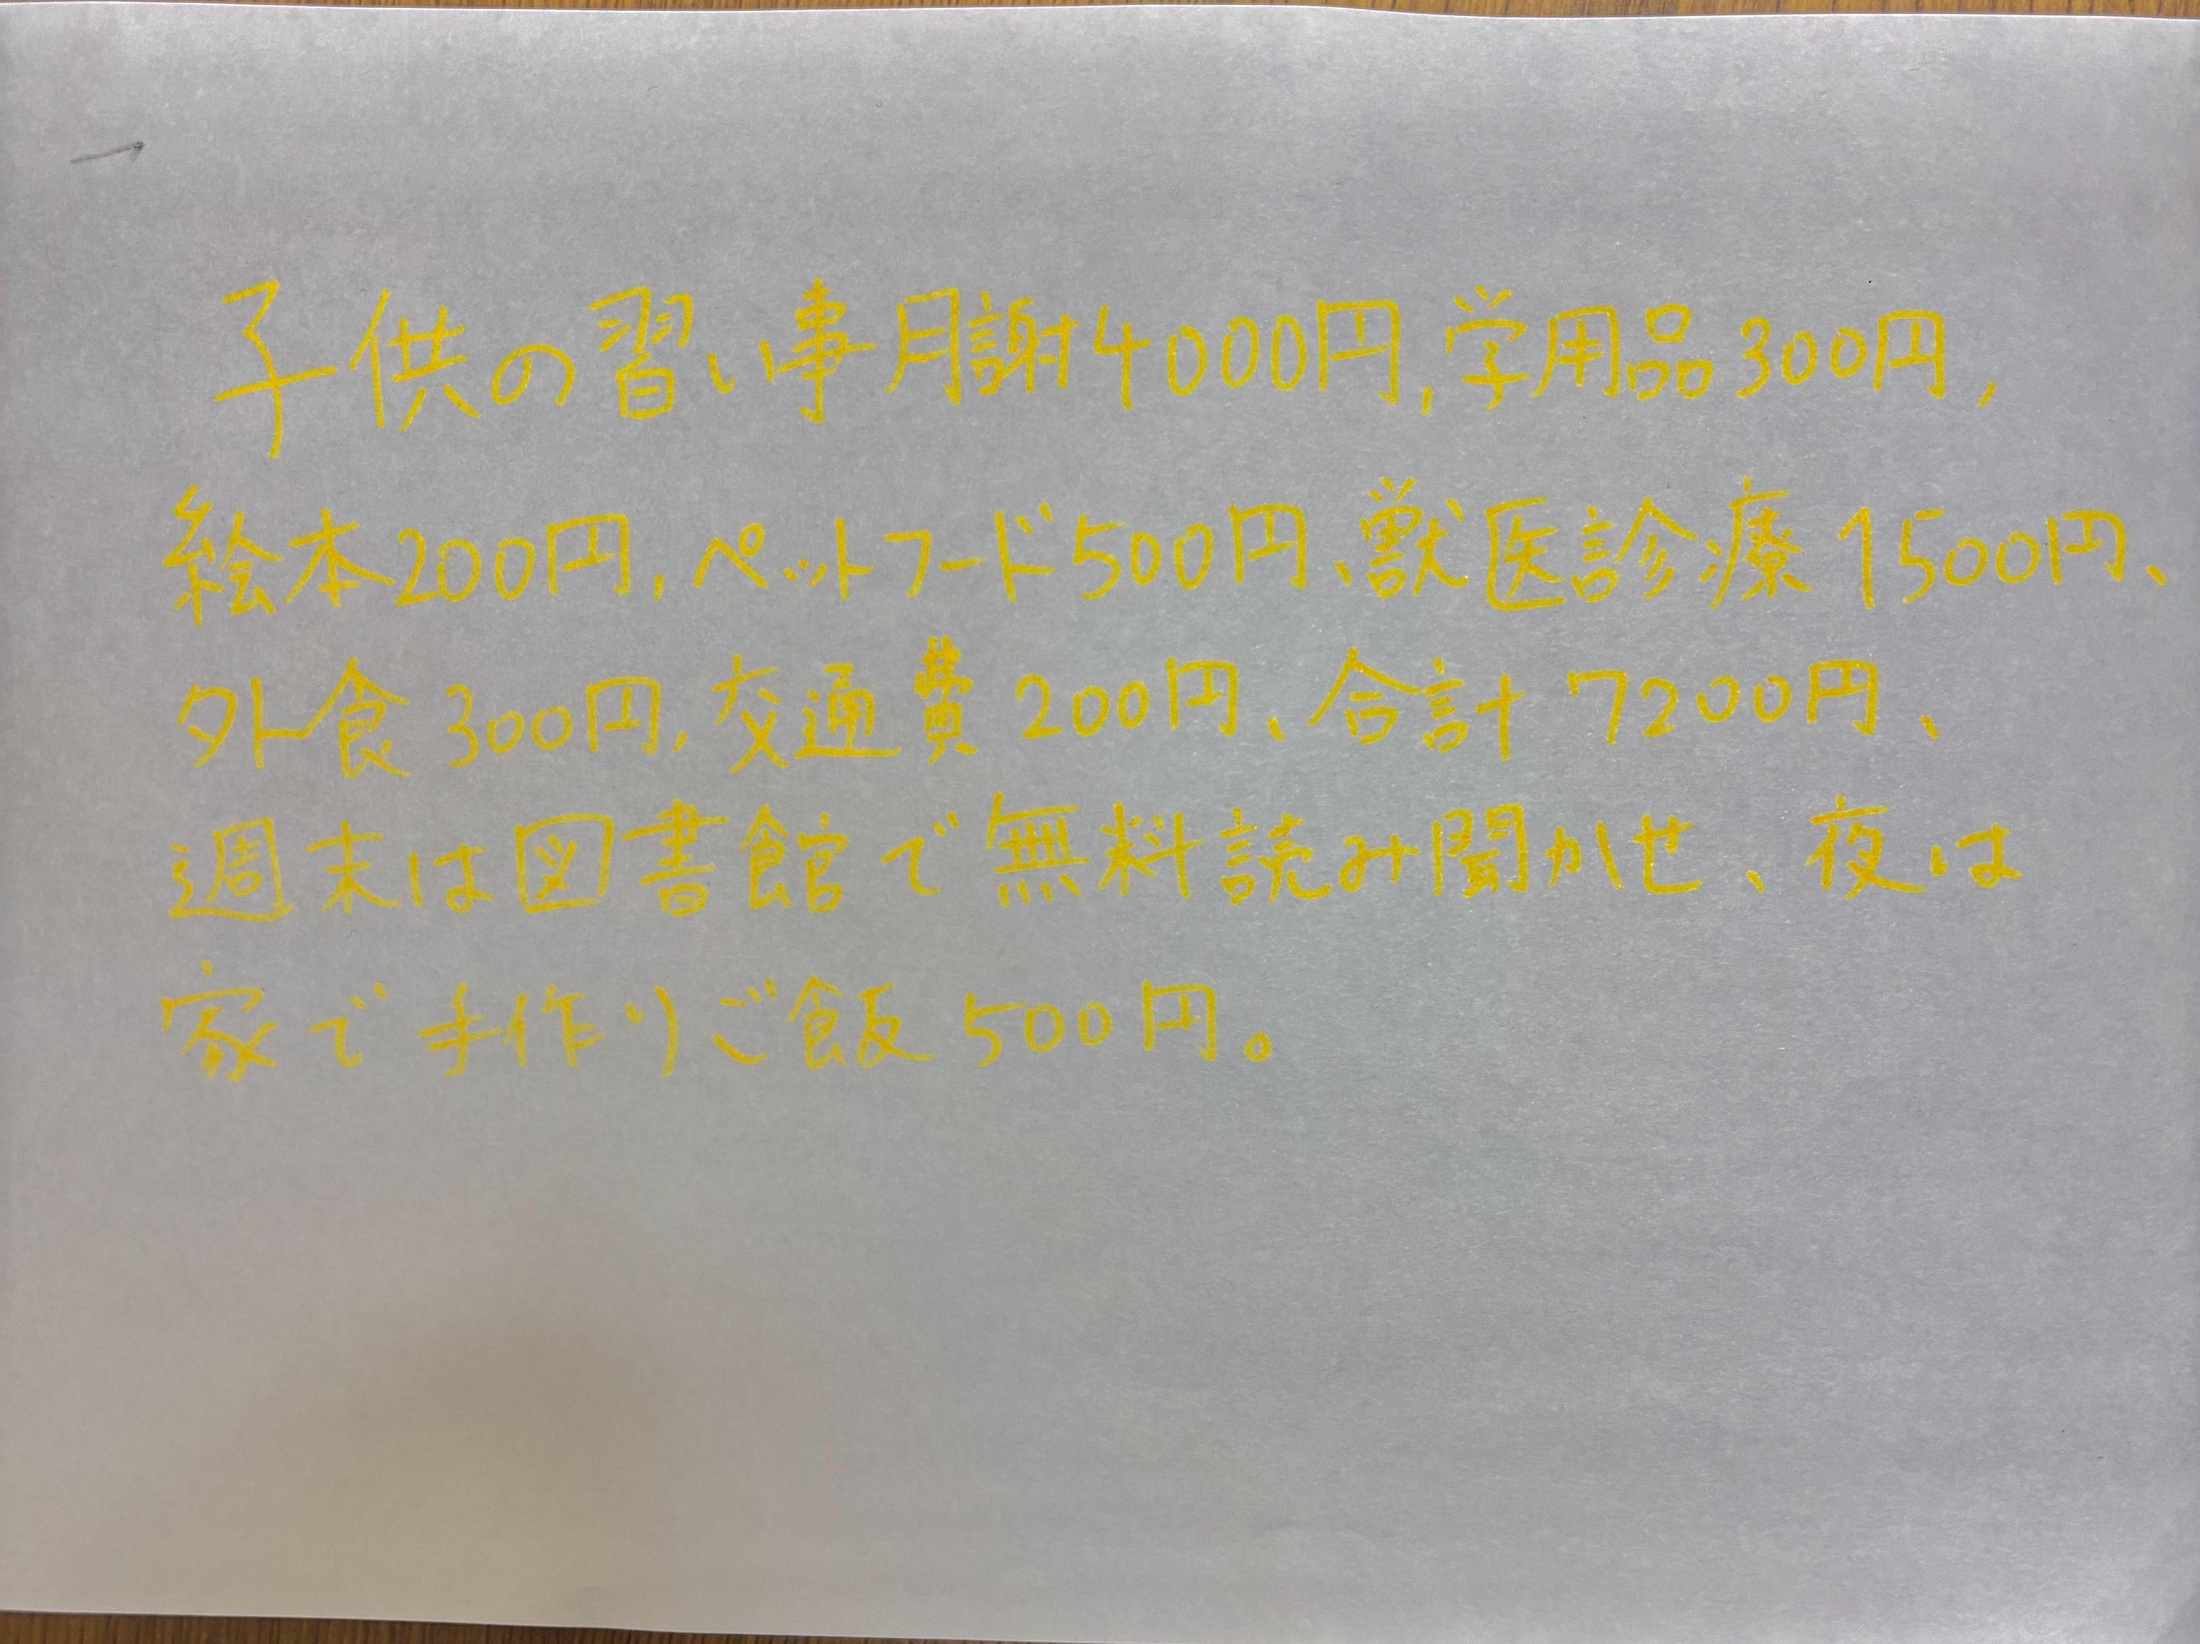 子供の習い事月謝4000円,学用品300円,
絵本200円,ペットフード500円、獣医診療1500円、
外食300円,交通費200円、合計7200円、
週末は図書館で無料読み聞かせ、夜は
家で手作りご飯500円。